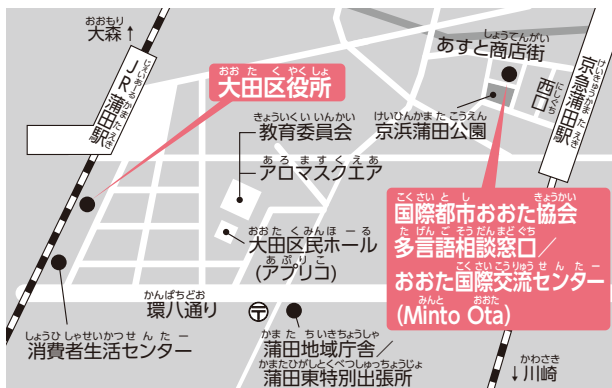 おおもり
大森↑
じぇいあーるかまたえき
JR蒲田駅
おおたくやくしょ
大田区役所
しょうてんがい
あすと商店街
けいきゅうかまたえき
京急蒲田駅
にしぐち
西口
きょういくいいんかい
教育委員会
けいひんかまたこうえん
京浜蒲田公園
あろますくえあ
アロマスクエア
おおたくみんほーる
大田区民ホール
あぷりこ
(アプリコ)
こくさいとし きょうかい
国際都市おおた協会
たげんごそうだんまどぐち
多言語相談窓口／
こくさいこうりゅうせんたー
おおた国際交流センター
みんと おおた
(Minto Ota)
かんぱちどお
環八通り
〒
しょうひしゃせいかつせんたー
消費者生活センター
かまたちいきちょうしゃ
蒲田地域庁舎／
かまたひがしとくべつしゅっちょうじょ
蒲田東特別出張所
かわさき
↓川崎